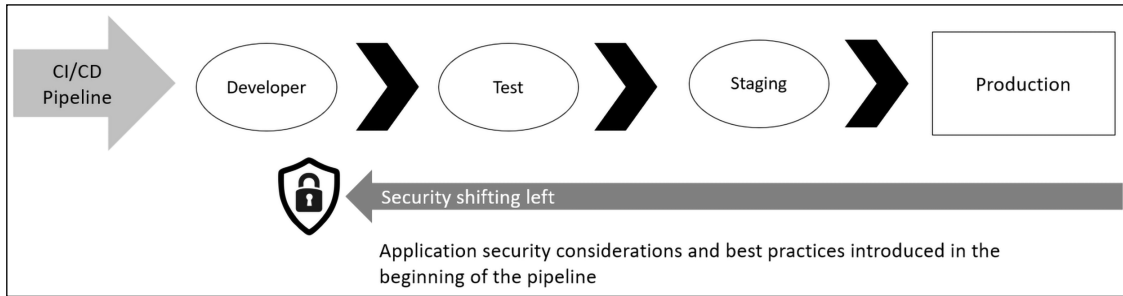 CI/CD
Pipeline
Developer
Test
Staging
Production
Security shifting left
Application security considerations and best practices introduced in the
beginning of the pipeline